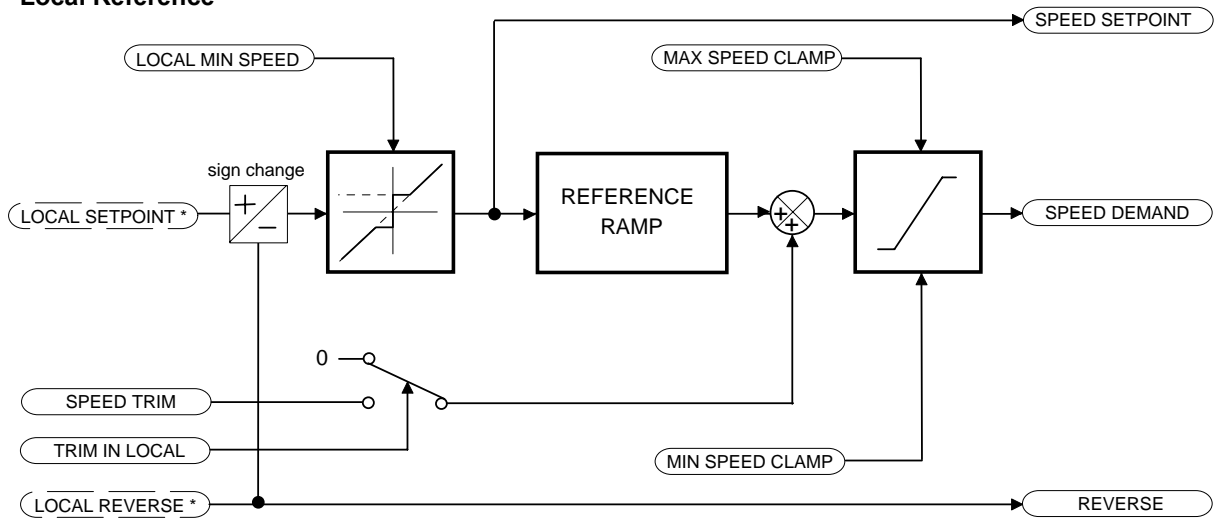 Local Reference
SPEED SETPOINT
LOCAL MIN SPEED
MAX SPEED CLAMP
sign change
LOCAL SETPOINT *
+
–
REFERENCE
RAMP
+
+
SPEED DEMAND
0
SPEED TRIM
TRIM IN LOCAL
MIN SPEED CLAMP
LOCAL REVERSE *
REVERSE